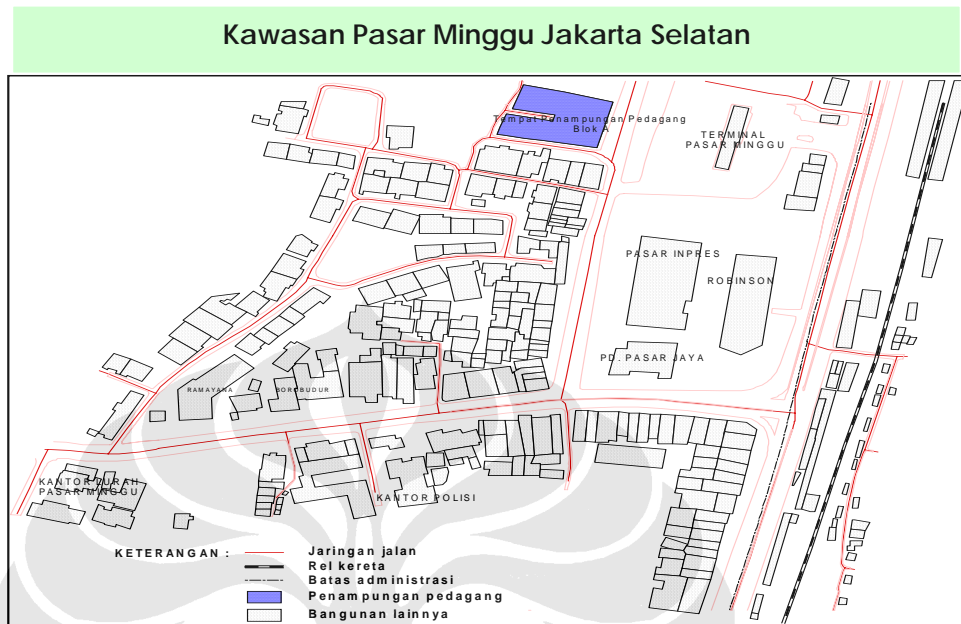 Kawasan Pasar Minggu Jakarta Selatan
Tempat Penampungan Pedagang
Blok A
TERMINAL
PASAR MINGGU
PASAR INPRES
ROBINSON
PD. PASAR JAYA
RAMAYANA
BOROBUDUR
KANTOR LURAH
PASAR MINGGU
KANTOR POLISI
KETERANGAN :
Jaringan jalan
Rel kereta
Batas administrasi
Penampungan pedagang
Bangunan lainnya